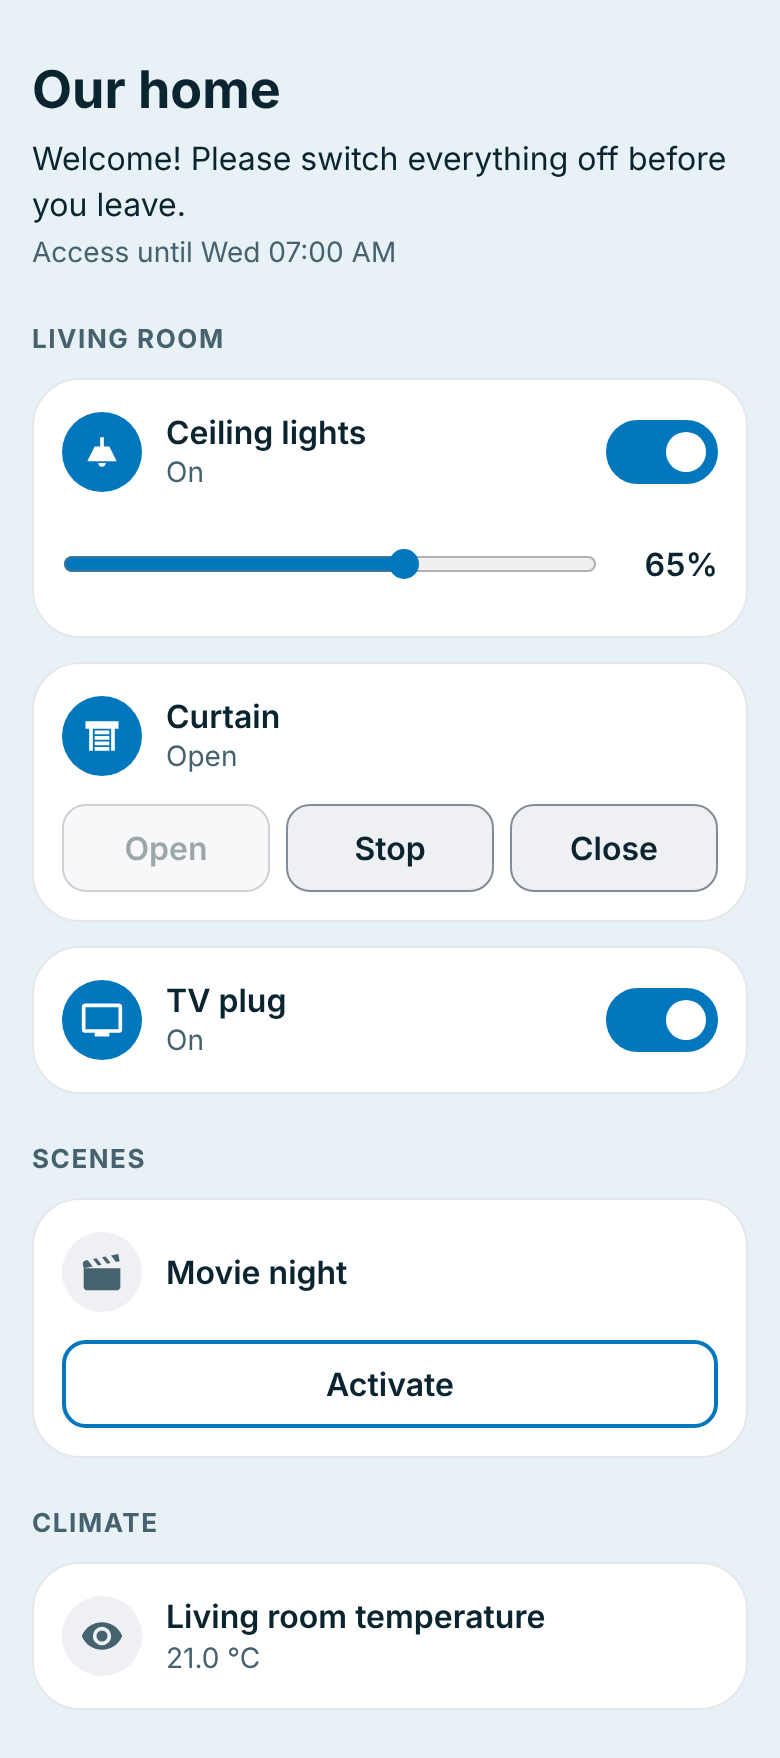 Our home
Welcome! Please switch everything off before
you leave.
Access until Wed 07:00 AM
LIVING ROOM
Ceiling lights
On
65%
Curtain
Open
Open Stop Close
TV plug
On
SCENES
Movie night
Activate
CLIMATE
Living room temperature
21.0 °C